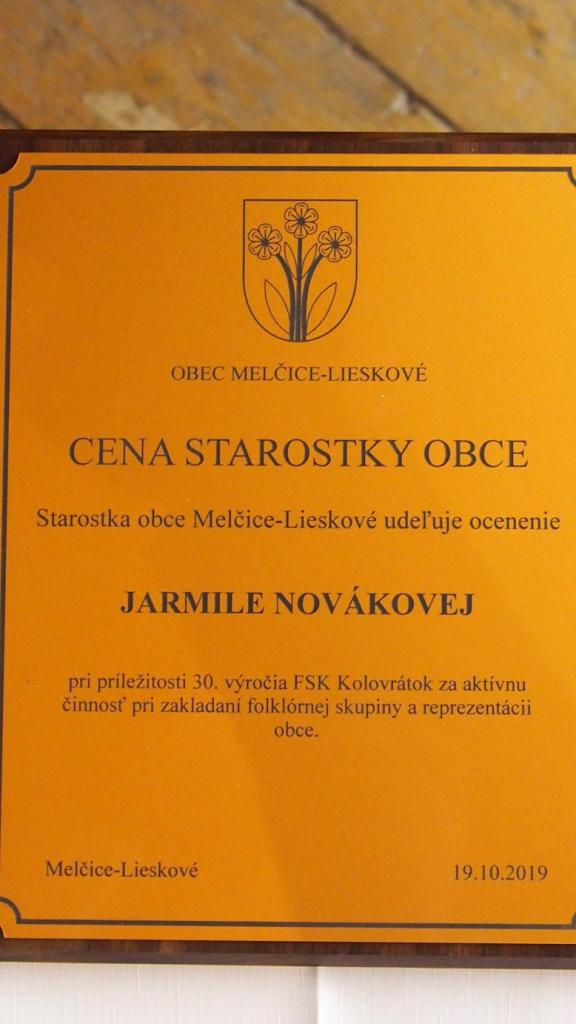 OBEC MELČICE-LIESKOVÉ
CENA STAROSTKY OBCE
Starostka obce Melčice-Lieskové udeľuje ocenenie
JARMILE NOVÁKOVEJ
pri príležitosti 30. výročia FSK Kolovrátok za aktívnu
činnosť pri zakladaní folklórnej skupiny a reprezentácii
obce.
Melčice-Lieskové
19.10.2019